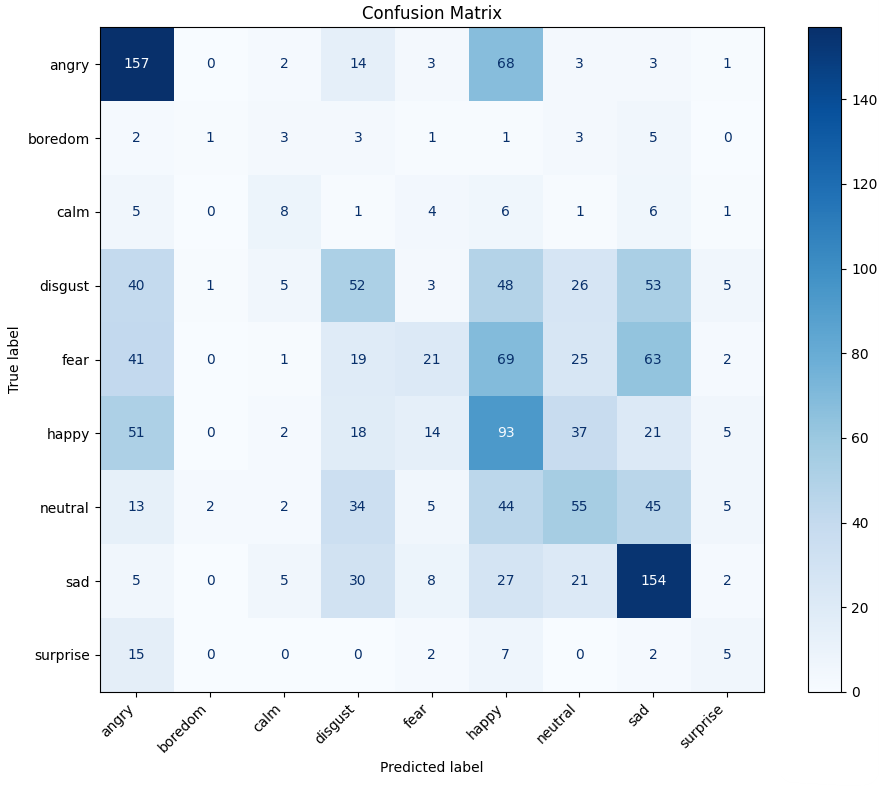 Confusion Matrix
True label
angry 157 0 2 14 3 68 3 3 1
boredom 2 1 3 3 1 1 3 5 0
calm 5 0 8 1 4 6 1 6 1
disgust 40 1 5 52 3 48 26 53 5
fear 41 0 1 19 21 69 25 63 2
happy 51 0 2 18 14 93 37 21 5
neutral 13 2 2 34 5 44 55 45 5
sad 5 0 5 30 8 27 21 154 2
surprise 15 0 0 0 2 7 0 2 5
angry boredom calm disgust fear happy neutral sad surprise
Predicted label
140
120
100
80
60
40
20
0